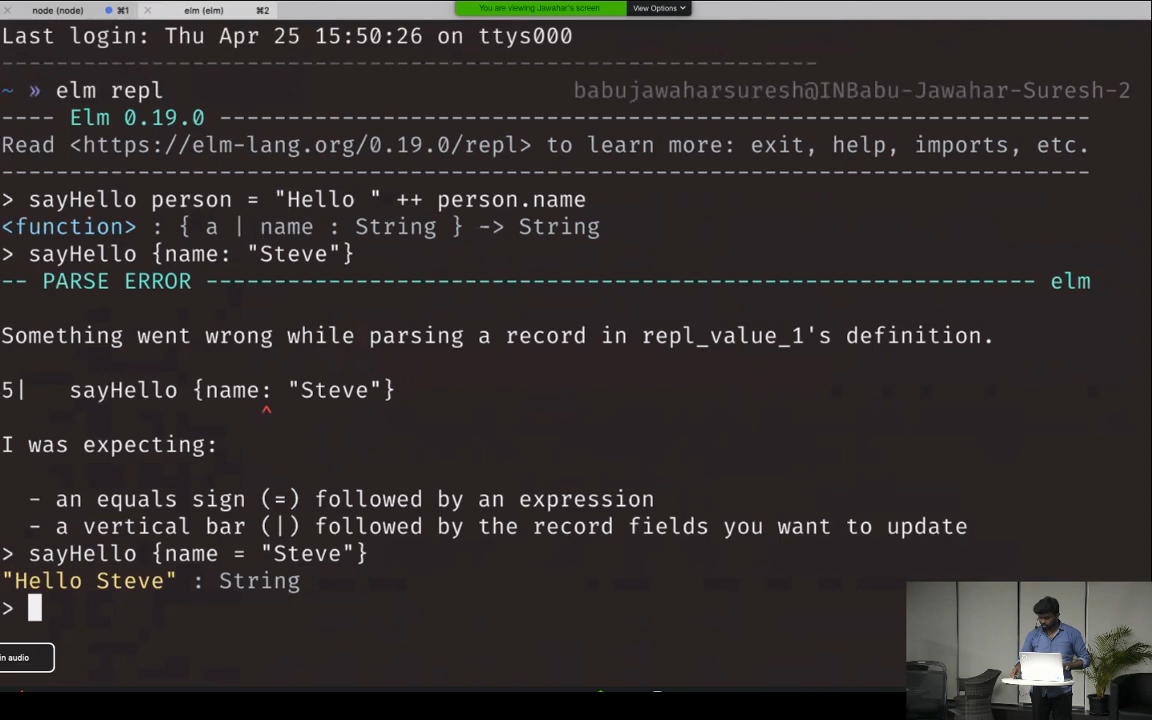 node (node) ⌘1 elm (elm) ⌘2
You are viewing Jawahar's screen View Options
Last login: Thu Apr 25 15:50:26 on ttys000
~ » elm repl babujawaharsuresh@INBabu-Jawahar-Suresh-2
---- Elm 0.19.0 ----------------------------------------------------------------
Read <https://elm-lang.org/0.19.0/repl> to learn more: exit, help, imports, etc.
--------------------------------------------------------------------------------
> sayHello person = "Hello " ++ person.name
<function> : { a | name : String } -> String
> sayHello {name: "Steve"}
-- PARSE ERROR ------------------------------------------------------------- elm
Something went wrong while parsing a record in repl_value_1's definition.
5| sayHello {name: "Steve"}
^
I was expecting:
- an equals sign (=) followed by an expression
- a vertical bar (|) followed by the record fields you want to update
> sayHello {name = "Steve"}
"Hello Steve" : String
>
in audio